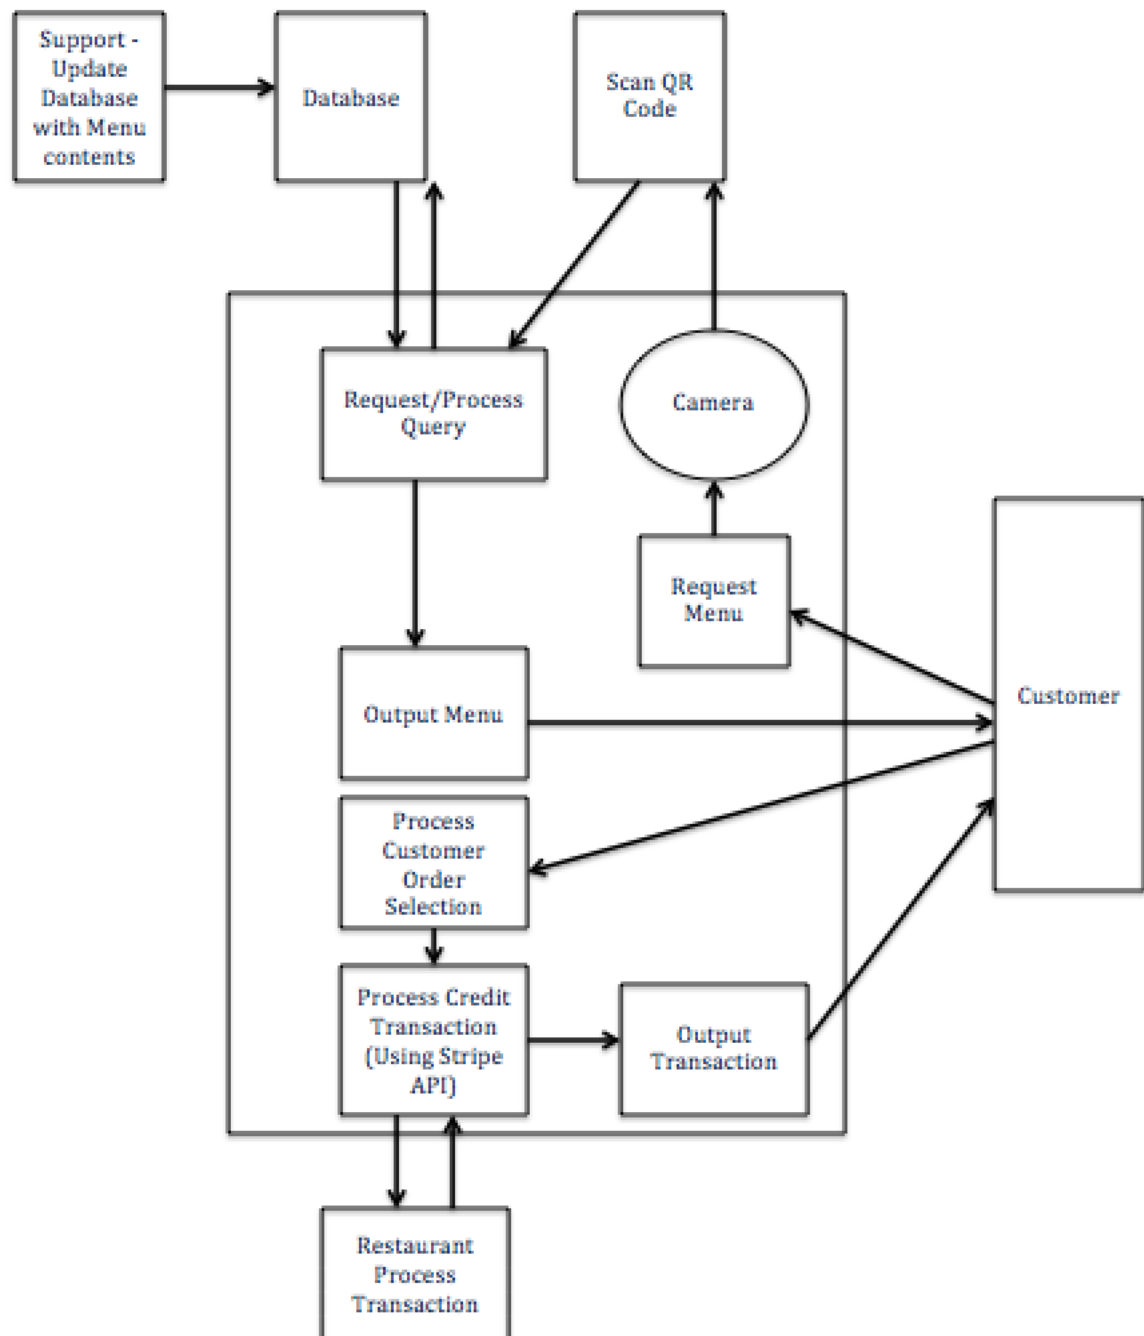 Support -
Update
Database
with Menu
contents
Database
Scan QR
Code
Request/Process
Query
Camera
Request
Menu
Output Menu
Customer
Process
Customer
Order
Selection
Process Credit
Transaction
(Using Stripe
API)
Output
Transaction
Restaurant
Process
Transaction